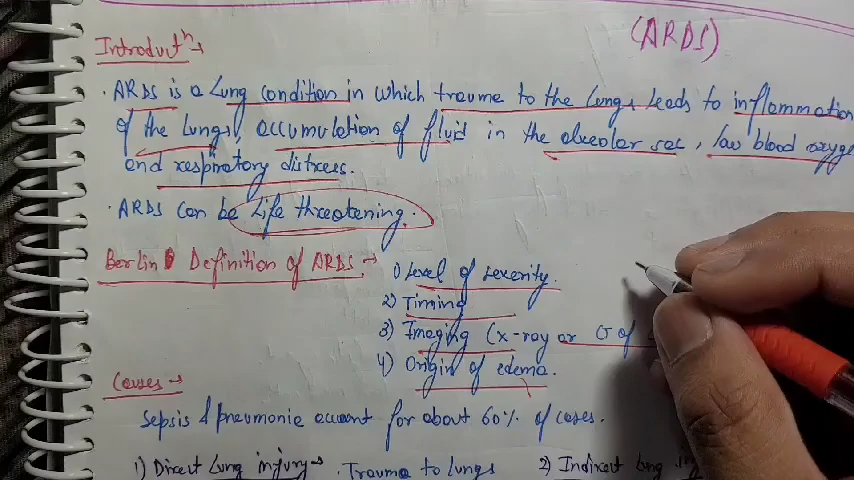 (ARDS)
Introductⁿ→
· ARDS is a Lung condition in which trauma to the Lungs Leads to inflammation
of the Lungs, accumulation of fluid in the alveolar sac, low blood oxyge
and respiratory distress.
· ARDS can be Life threatening.
Berlin Definition of ARDS → 1) Level of severity.
2) Timing
3) Imaging (x-ray or CT of
4) Origin of edema.
Causes →
Sepsis & pneumonia account for about 60% of cases.
1) Direct Lung injury → · Trauma to Lungs 2) Indirect Lung